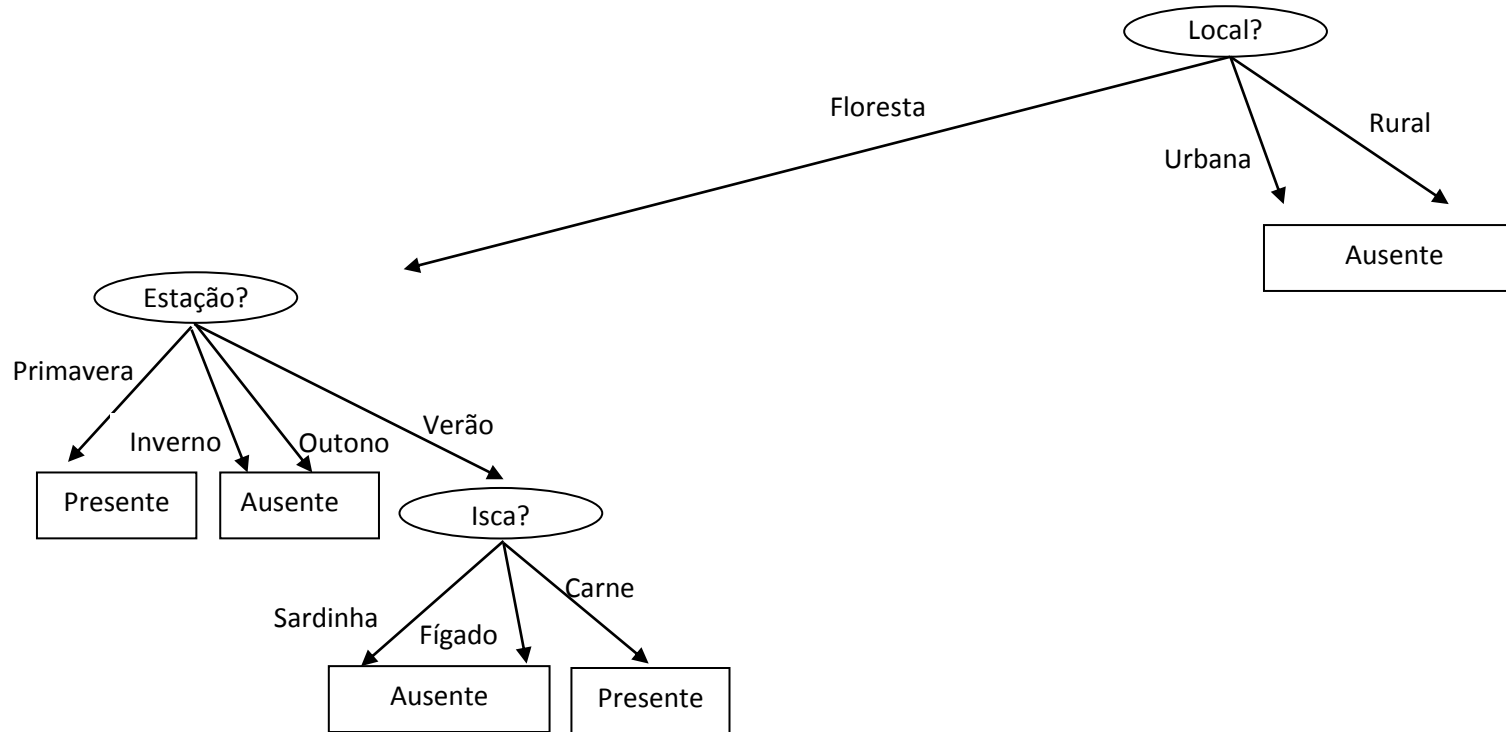 Local?
Floresta
Rural
Urbana
Ausente
Estação?
Primavera
Verão
Inverno
Outono
Presente
Ausente
Isca?
Carne
Sardinha
Fígado
Ausente
Presente